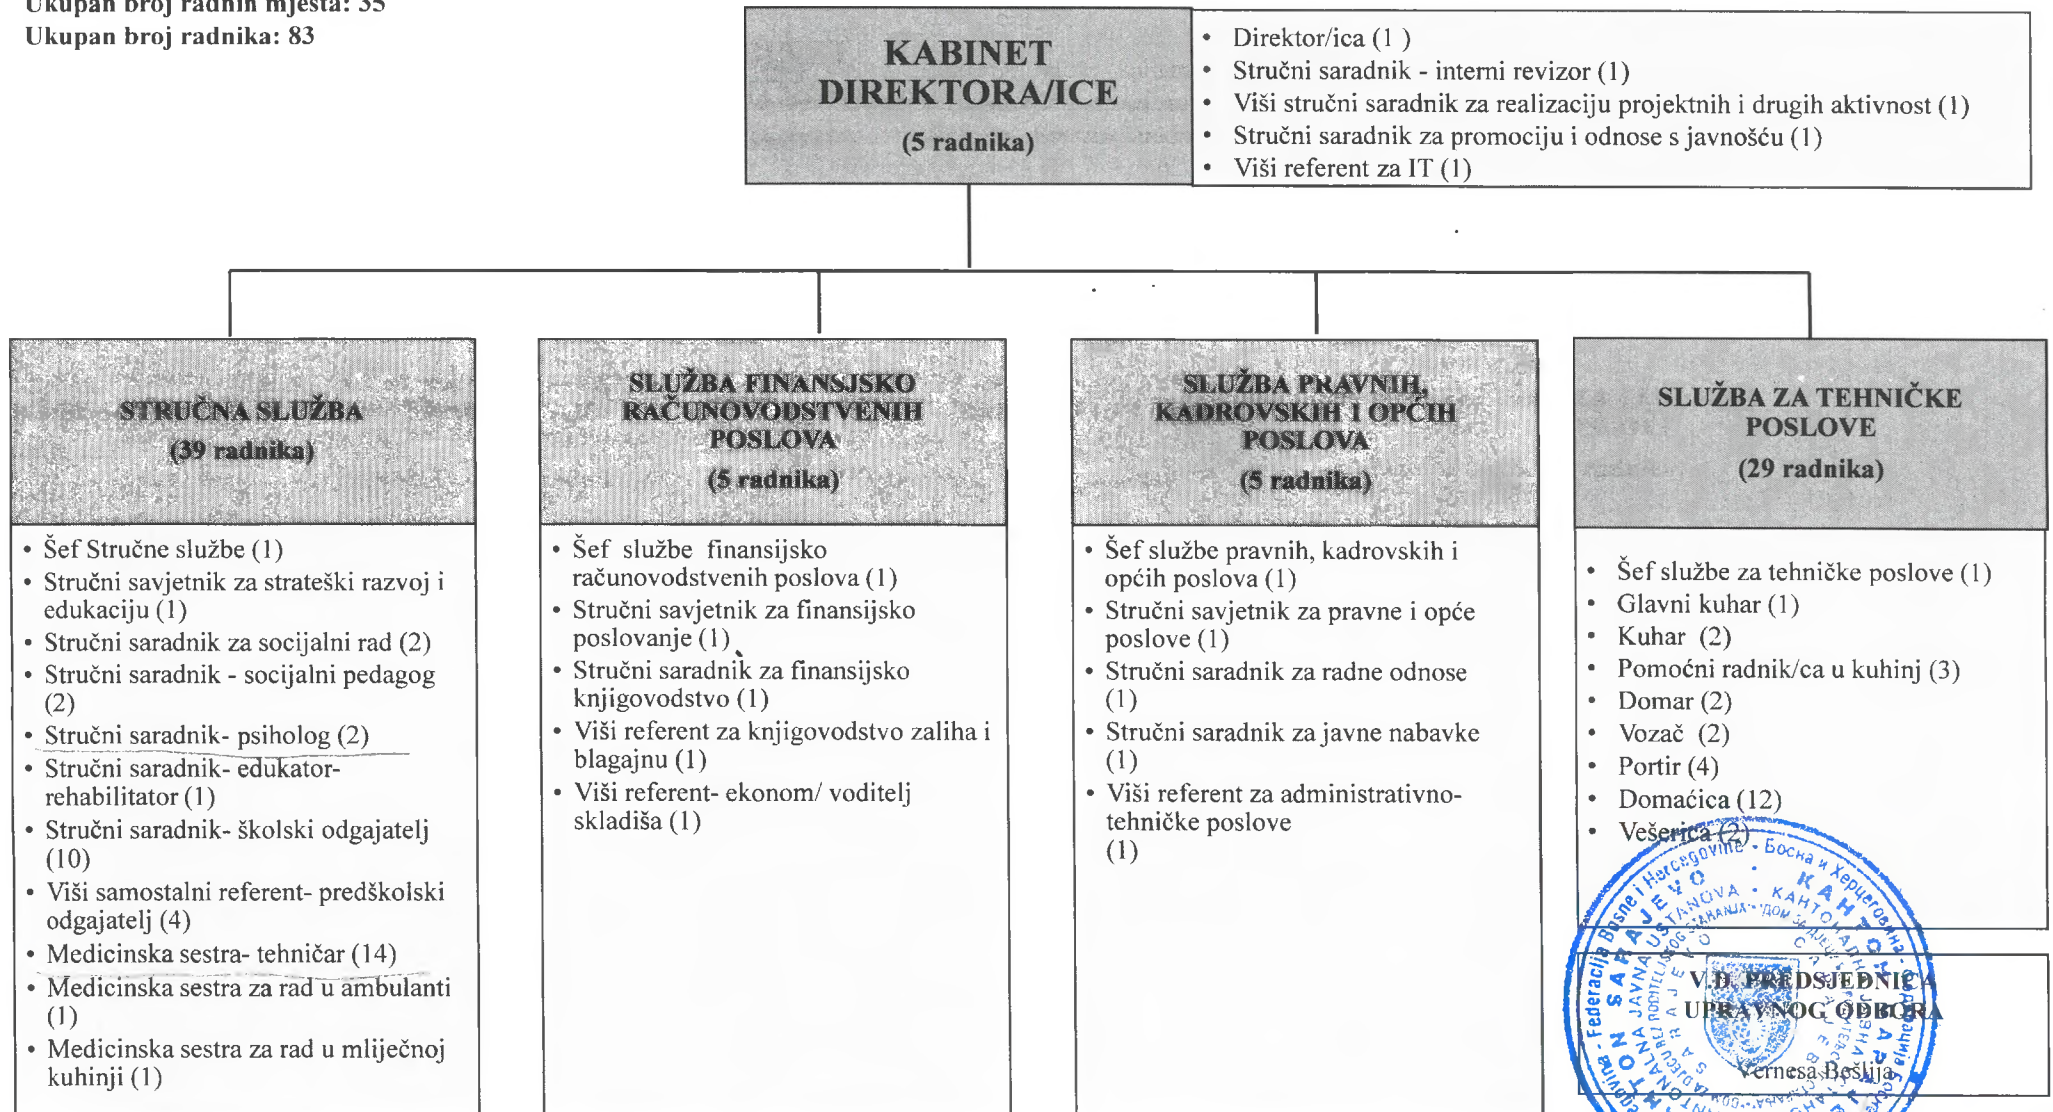 Ukupan broj radnih mjesta: 35
Ukupan broj radnika: 83
KABINET
DIREKTORA/ICE
(5 radnika)
• Direktor/ica (1 )
• Stručni saradnik - interni revizor (1)
• Viši stručni saradnik za realizaciju projektnih i drugih aktivnost (1)
• Stručni saradnik za promociju i odnose s javnošću (1)
• Viši referent za IT (1)
STRUČNA SLUŽBA
(39 radnika)
• Šef Stručne službe (1)
• Stručni savjetnik za strateški razvoj i
edukaciju (1)
• Stručni saradnik za socijalni rad (2)
• Stručni saradnik - socijalni pedagog
(2)
• Stručni saradnik- psiholog (2)
• Stručni saradnik- edukator-
rehabilitator (1)
• Stručni saradnik- školski odgajatelj
(10)
• Viši samostalni referent- predškolski
odgajatelj (4)
• Medicinska sestra- tehničar (14)
• Medicinska sestra za rad u ambulanti
(1)
• Medicinska sestra za rad u mliječnoj
kuhinji (1)
SLUŽBA FINANSJSKO
RAČUNOVODSTVENIH
POSLOVA
(5 radnika)
• Šef službe finansijsko
računovodstvenih poslova (1)
• Stručni savjetnik za finansijsko
poslovanje (1)
• Stručni saradnik za finansijsko
knjigovodstvo (1)
• Viši referent za knjigovodstvo zaliha i
blagajnu (1)
• Viši referent- ekonom/ voditelj
skladiša (1)
SLUŽBA PRAVNIH,
KADROVSKIH I OPĆIH
POSLOVA
(5 radnika)
• Šef službe pravnih, kadrovskih i
općih poslova (1)
• Stručni savjetnik za pravne i opće
poslove (1)
• Stručni saradnik za radne odnose
(1)
• Stručni saradnik za javne nabavke
(1)
• Viši referent za administrativno-
tehničke poslove
(1)
SLUŽBA ZA TEHNIČKE
POSLOVE
(29 radnika)
• Šef službe za tehničke poslove (1)
• Glavni kuhar (1)
• Kuhar (2)
• Pomoćni radnik/ca u kuhinj (3)
• Domar (2)
• Vozač (2)
• Portir (4)
• Domaćica (12)
• Vešerica (2)
V.D. PREDSJEDNICA
UPRAVNOG ODBORA
Vernesa Bešlija
Federacija Bosne i Hercegovine - Босна и Херцеговина
KANTON SARAJEVO